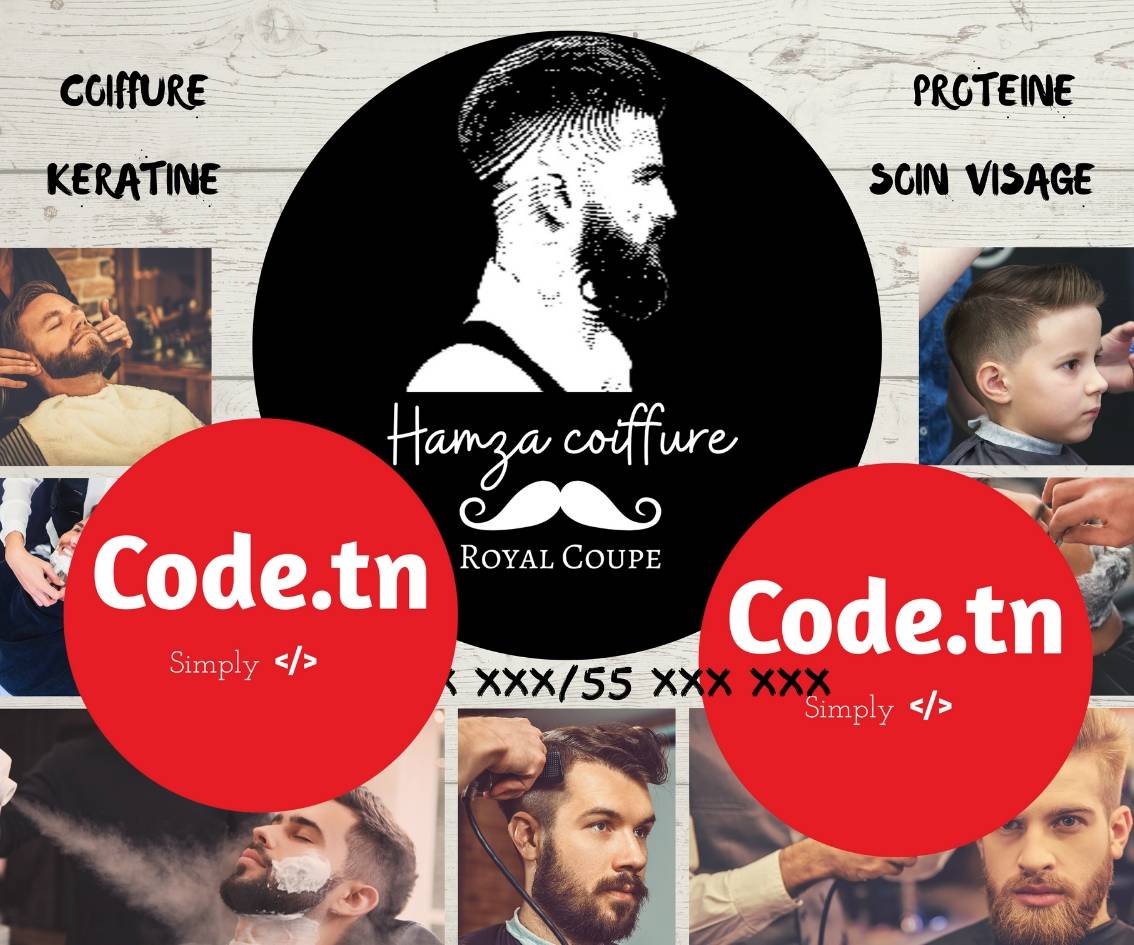 COIFFURE
KERATINE
PROTEINE
SOIN VISAGE
Hamza coiffure
ROYAL COUPE
Code.tn
Simply </>
Code.tn
Simply </>
XXX/55 XXX XXX